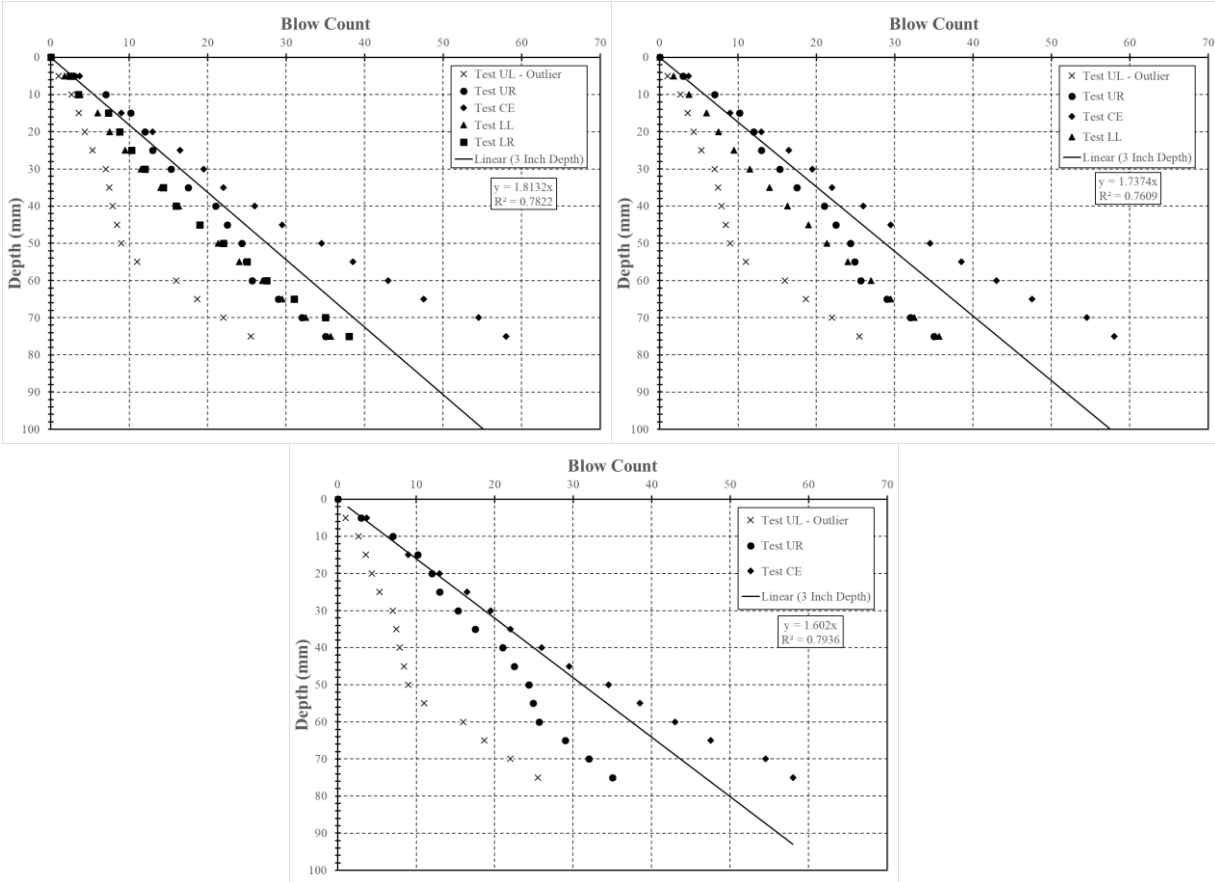 Blow Count
0 10 20 30 40 50 60 70
0
10
20
30
40
50
60
70
80
90
100
Depth (mm)
Test UL - Outlier
Test UR
Test CE
Test LL
Test LR
Linear (3 Inch Depth)
y = 1.8132x
R² = 0.7822
Blow Count
0 10 20 30 40 50 60 70
0
10
20
30
40
50
60
70
80
90
100
Depth (mm)
Test UL - Outlier
Test UR
Test CE
Test LL
Linear (3 Inch Depth)
y = 1.7374x
R² = 0.7609
Blow Count
0 10 20 30 40 50 60 70
0
10
20
30
40
50
60
70
80
90
100
Depth (mm)
Test UL - Outlier
Test UR
Test CE
Linear (3 Inch Depth)
y = 1.602x
R² = 0.7936